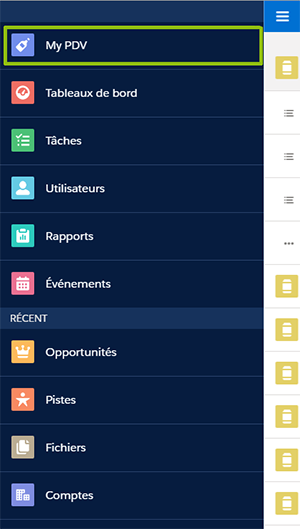 My PDV
Tableaux de bord
Tâches
Utilisateurs
Rapports
Événements
RÉCENT
Opportunités
Pistes
Fichiers
Comptes